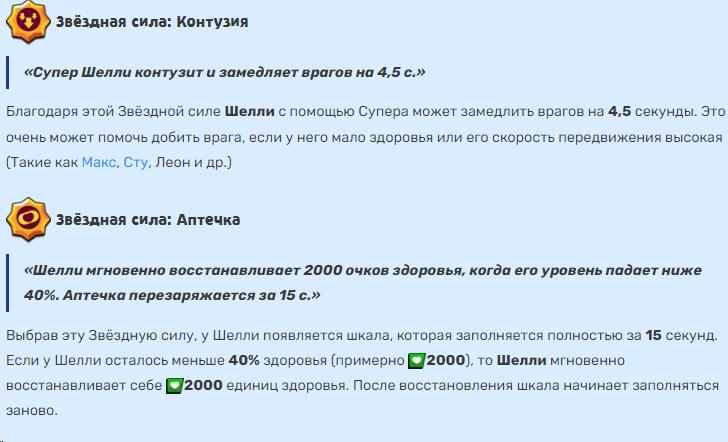 Звёздная сила: Контузия
«Супер Шелли контузит и замедляет врагов на 4,5 с.»
Благодаря этой Звёздной силе Шелли с помощью Супера может замедлить врагов на 4,5 секунды. Это
очень может помочь добить врага, если у него мало здоровья или его скорость передвижения высокая
(Такие как Макс, Сту, Леон и др.)
Звёздная сила: Аптечка
«Шелли мгновенно восстанавливает 2000 очков здоровья, когда его уровень падает ниже
40%. Аптечка перезаряжается за 15 с.»
Выбрав эту Звёздную силу, у Шелли появляется шкала, которая заполняется полностью за 15 секунд.
Если у Шелли осталось меньше 40% здоровья (примерно 2000), то Шелли мгновенно
восстанавливает себе 2000 единиц здоровья. После восстановления шкала начинает заполняться
заново.